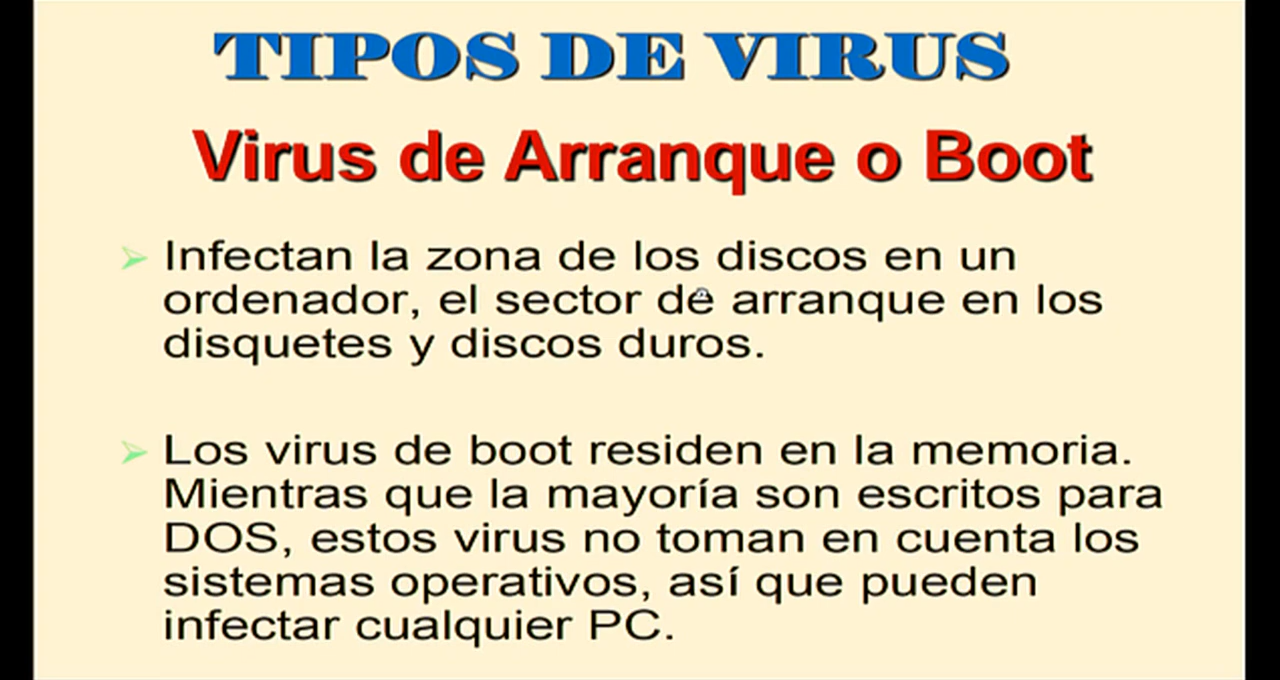 TIPOS DE VIRUS
Virus de Arranque o Boot
➢ Infectan la zona de los discos en un
ordenador, el sector de arranque en los
disquetes y discos duros.
➢ Los virus de boot residen en la memoria.
Mientras que la mayoría son escritos para
DOS, estos virus no toman en cuenta los
sistemas operativos, así que pueden
infectar cualquier PC.